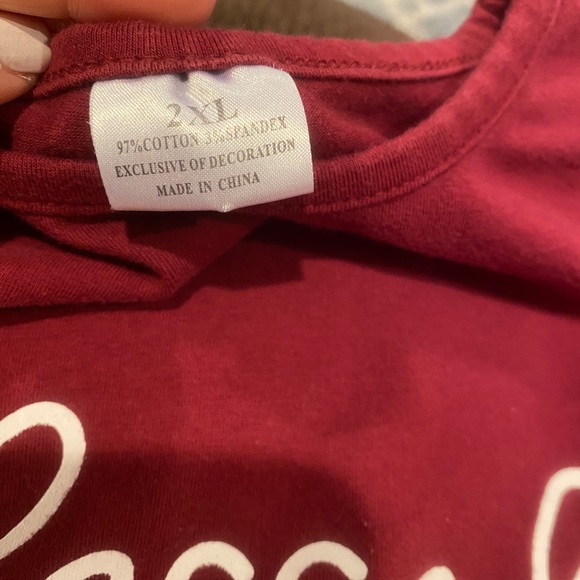 2XL
97%COTTON 3%SPANDEX
EXCLUSIVE OF DECORATION
MADE IN CHINA